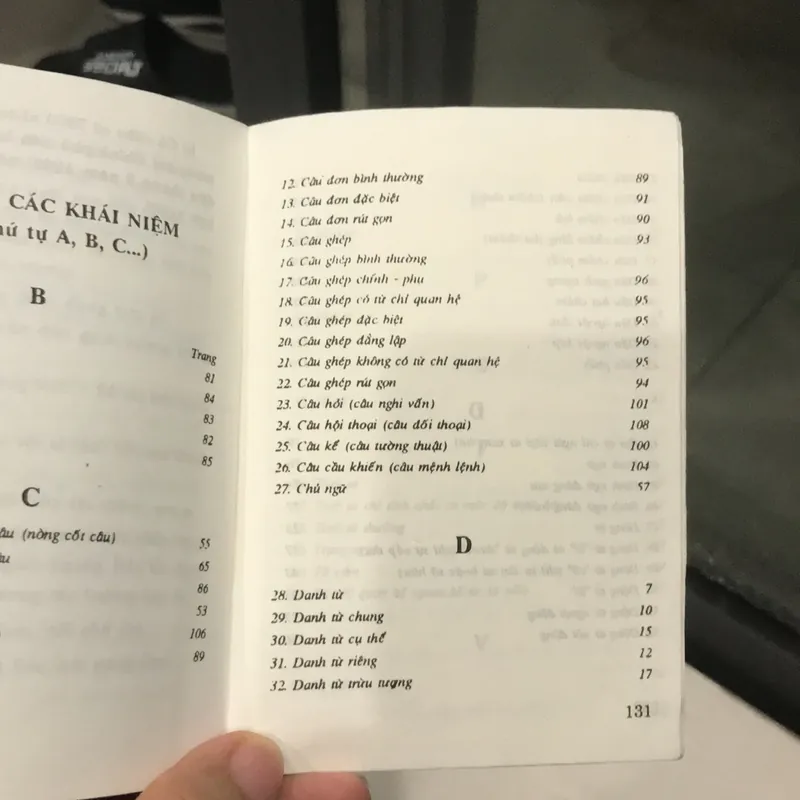 CÁC KHÁI NIỆM
tự A, B, C...)
B
Trang
81
84
83
82
85
C
(nòng cốt câu) 55
65
86
53
106
89
12. Câu đơn bình thường 89
13. Câu đơn đặc biệt 91
14. Câu đơn rút gọn 90
15. Câu ghép 93
16. Câu ghép bình thường
17. Câu ghép chính - phụ 96
18. Câu ghép có từ chỉ quan hệ 95
19. Câu ghép đặc biệt 95
20. Câu ghép đẳng lập 96
21. Câu ghép không có từ chỉ quan hệ 95
22. Câu ghép rút gọn 94
23. Câu hỏi (câu nghi vấn) 101
24. Câu hội thoại (câu đối thoại) 108
25. Câu kể (câu tường thuật) 100
26. Câu cầu khiến (câu mệnh lệnh) 104
27. Chủ ngữ 57
D
28. Danh từ 7
29. Danh từ chung 10
30. Danh từ cụ thể 15
31. Danh từ riêng 12
32. Danh từ trừu tượng 17
131